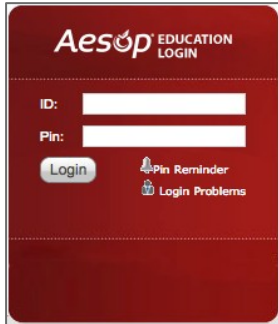 Aesop EDUCATION
LOGIN
ID:
Pin:
Login
Pin Reminder
Login Problems